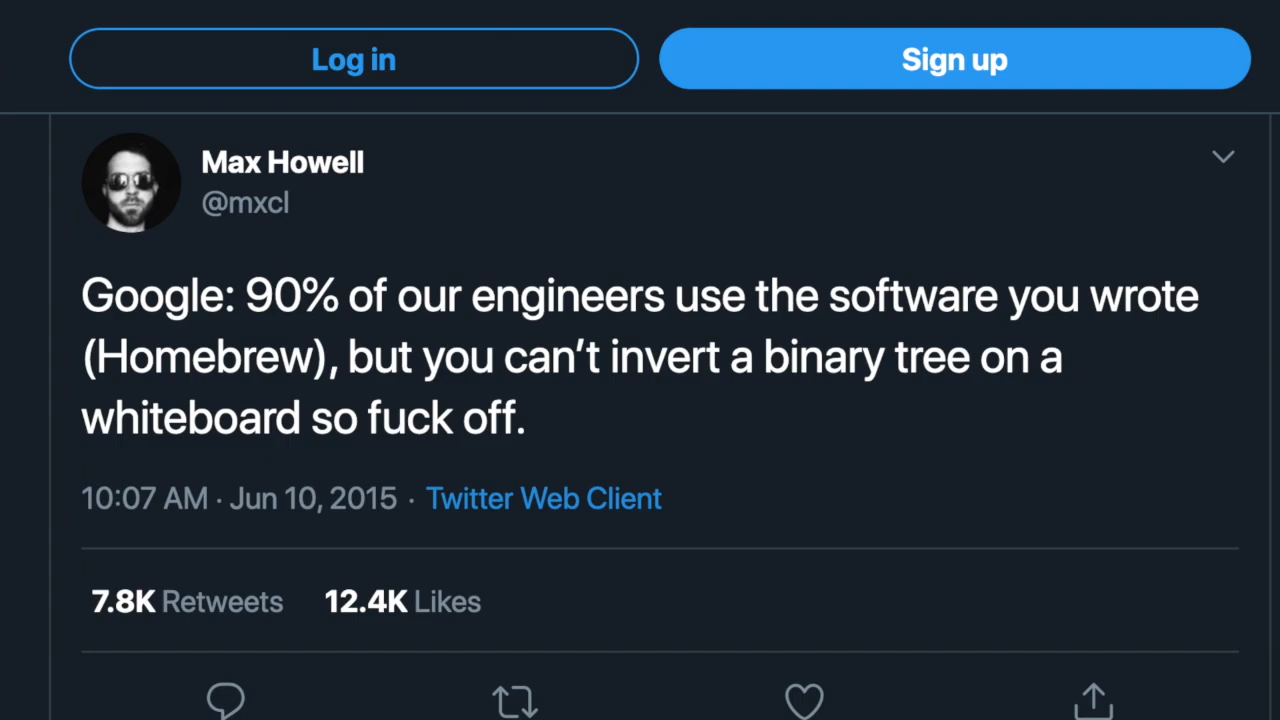 Log in
Sign up
Max Howell
@mxcl
Google: 90% of our engineers use the software you wrote
(Homebrew), but you can’t invert a binary tree on a
whiteboard so fuck off.
10:07 AM · Jun 10, 2015 · Twitter Web Client
7.8K Retweets 12.4K Likes